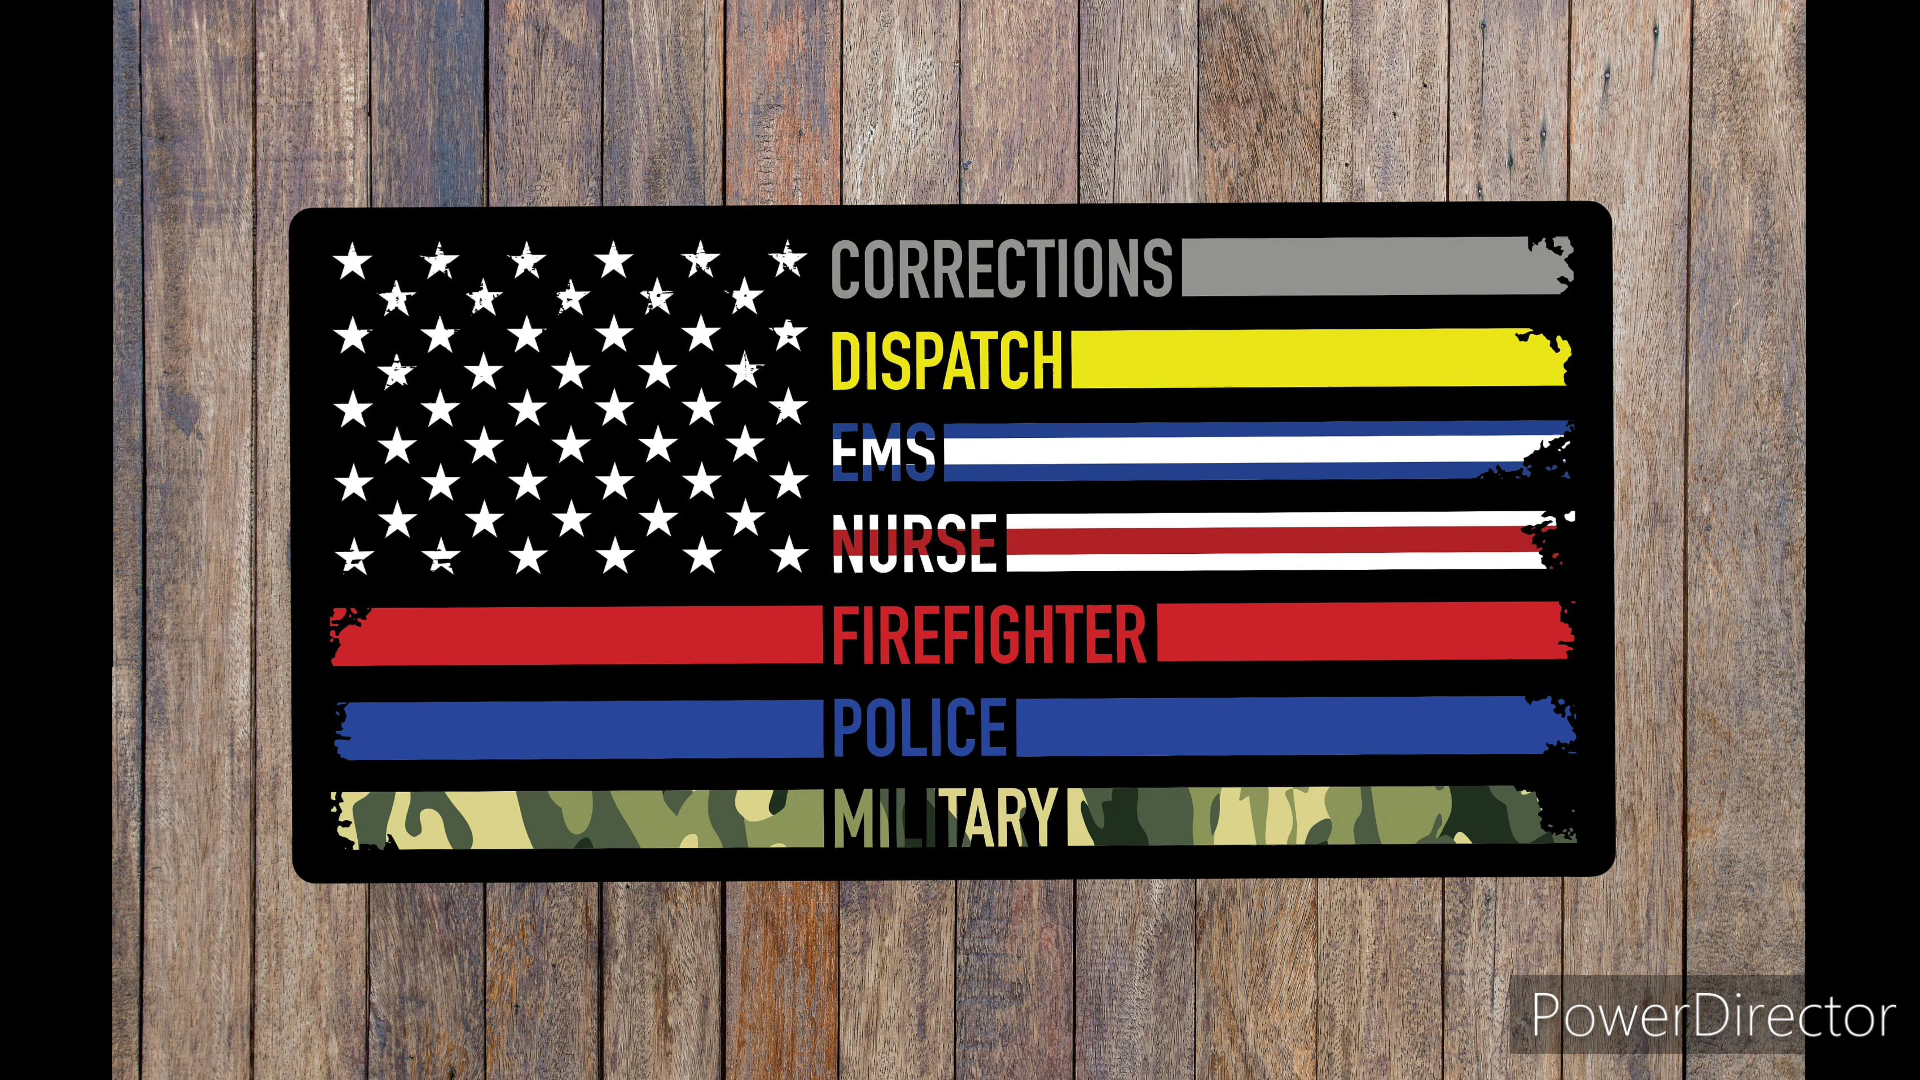 CORRECTIONS
DISPATCH
EMS
NURSE
FIREFIGHTER
POLICE
MILITARY
PowerDirector